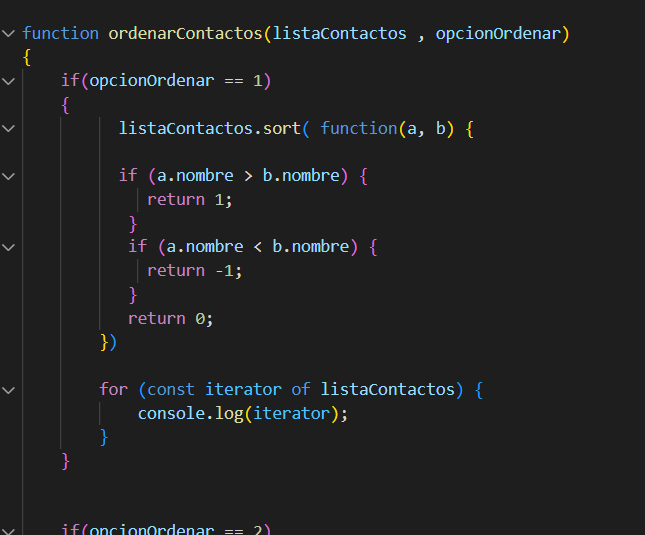 function ordenarContactos(listaContactos , opcionOrdenar)
{
if(opcionOrdenar == 1)
{
listaContactos.sort( function(a, b) {
if (a.nombre > b.nombre) {
return 1;
}
if (a.nombre < b.nombre) {
return -1;
}
return 0;
})
for (const iterator of listaContactos) {
console.log(iterator);
}
}
if(opcionOrdenar == 2)